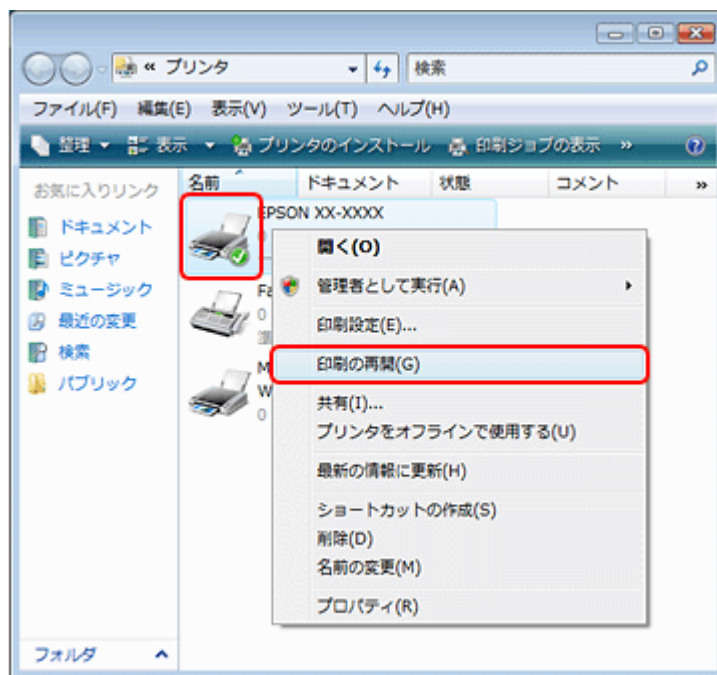 « プリンタ
検索
ファイル(F) 編集(E) 表示(V) ツール(T) ヘルプ(H)
整理 表示 プリンタのインストール 印刷ジョブの表示 »
名前 ドキュメント 状態 コメント »
お気に入りリンク
ドキュメント
ピクチャ
ミュージック
最近の変更
検索
パブリック
フォルダ
EPSON XX-XXXX
0
Fa
0
M
W
0
開く(O)
管理者として実行(A)
印刷設定(E)...
印刷の再開(G)
共有(I)...
プリンタをオフラインで使用する(U)
最新の情報に更新(H)
ショートカットの作成(S)
削除(D)
名前の変更(M)
プロパティ(R)